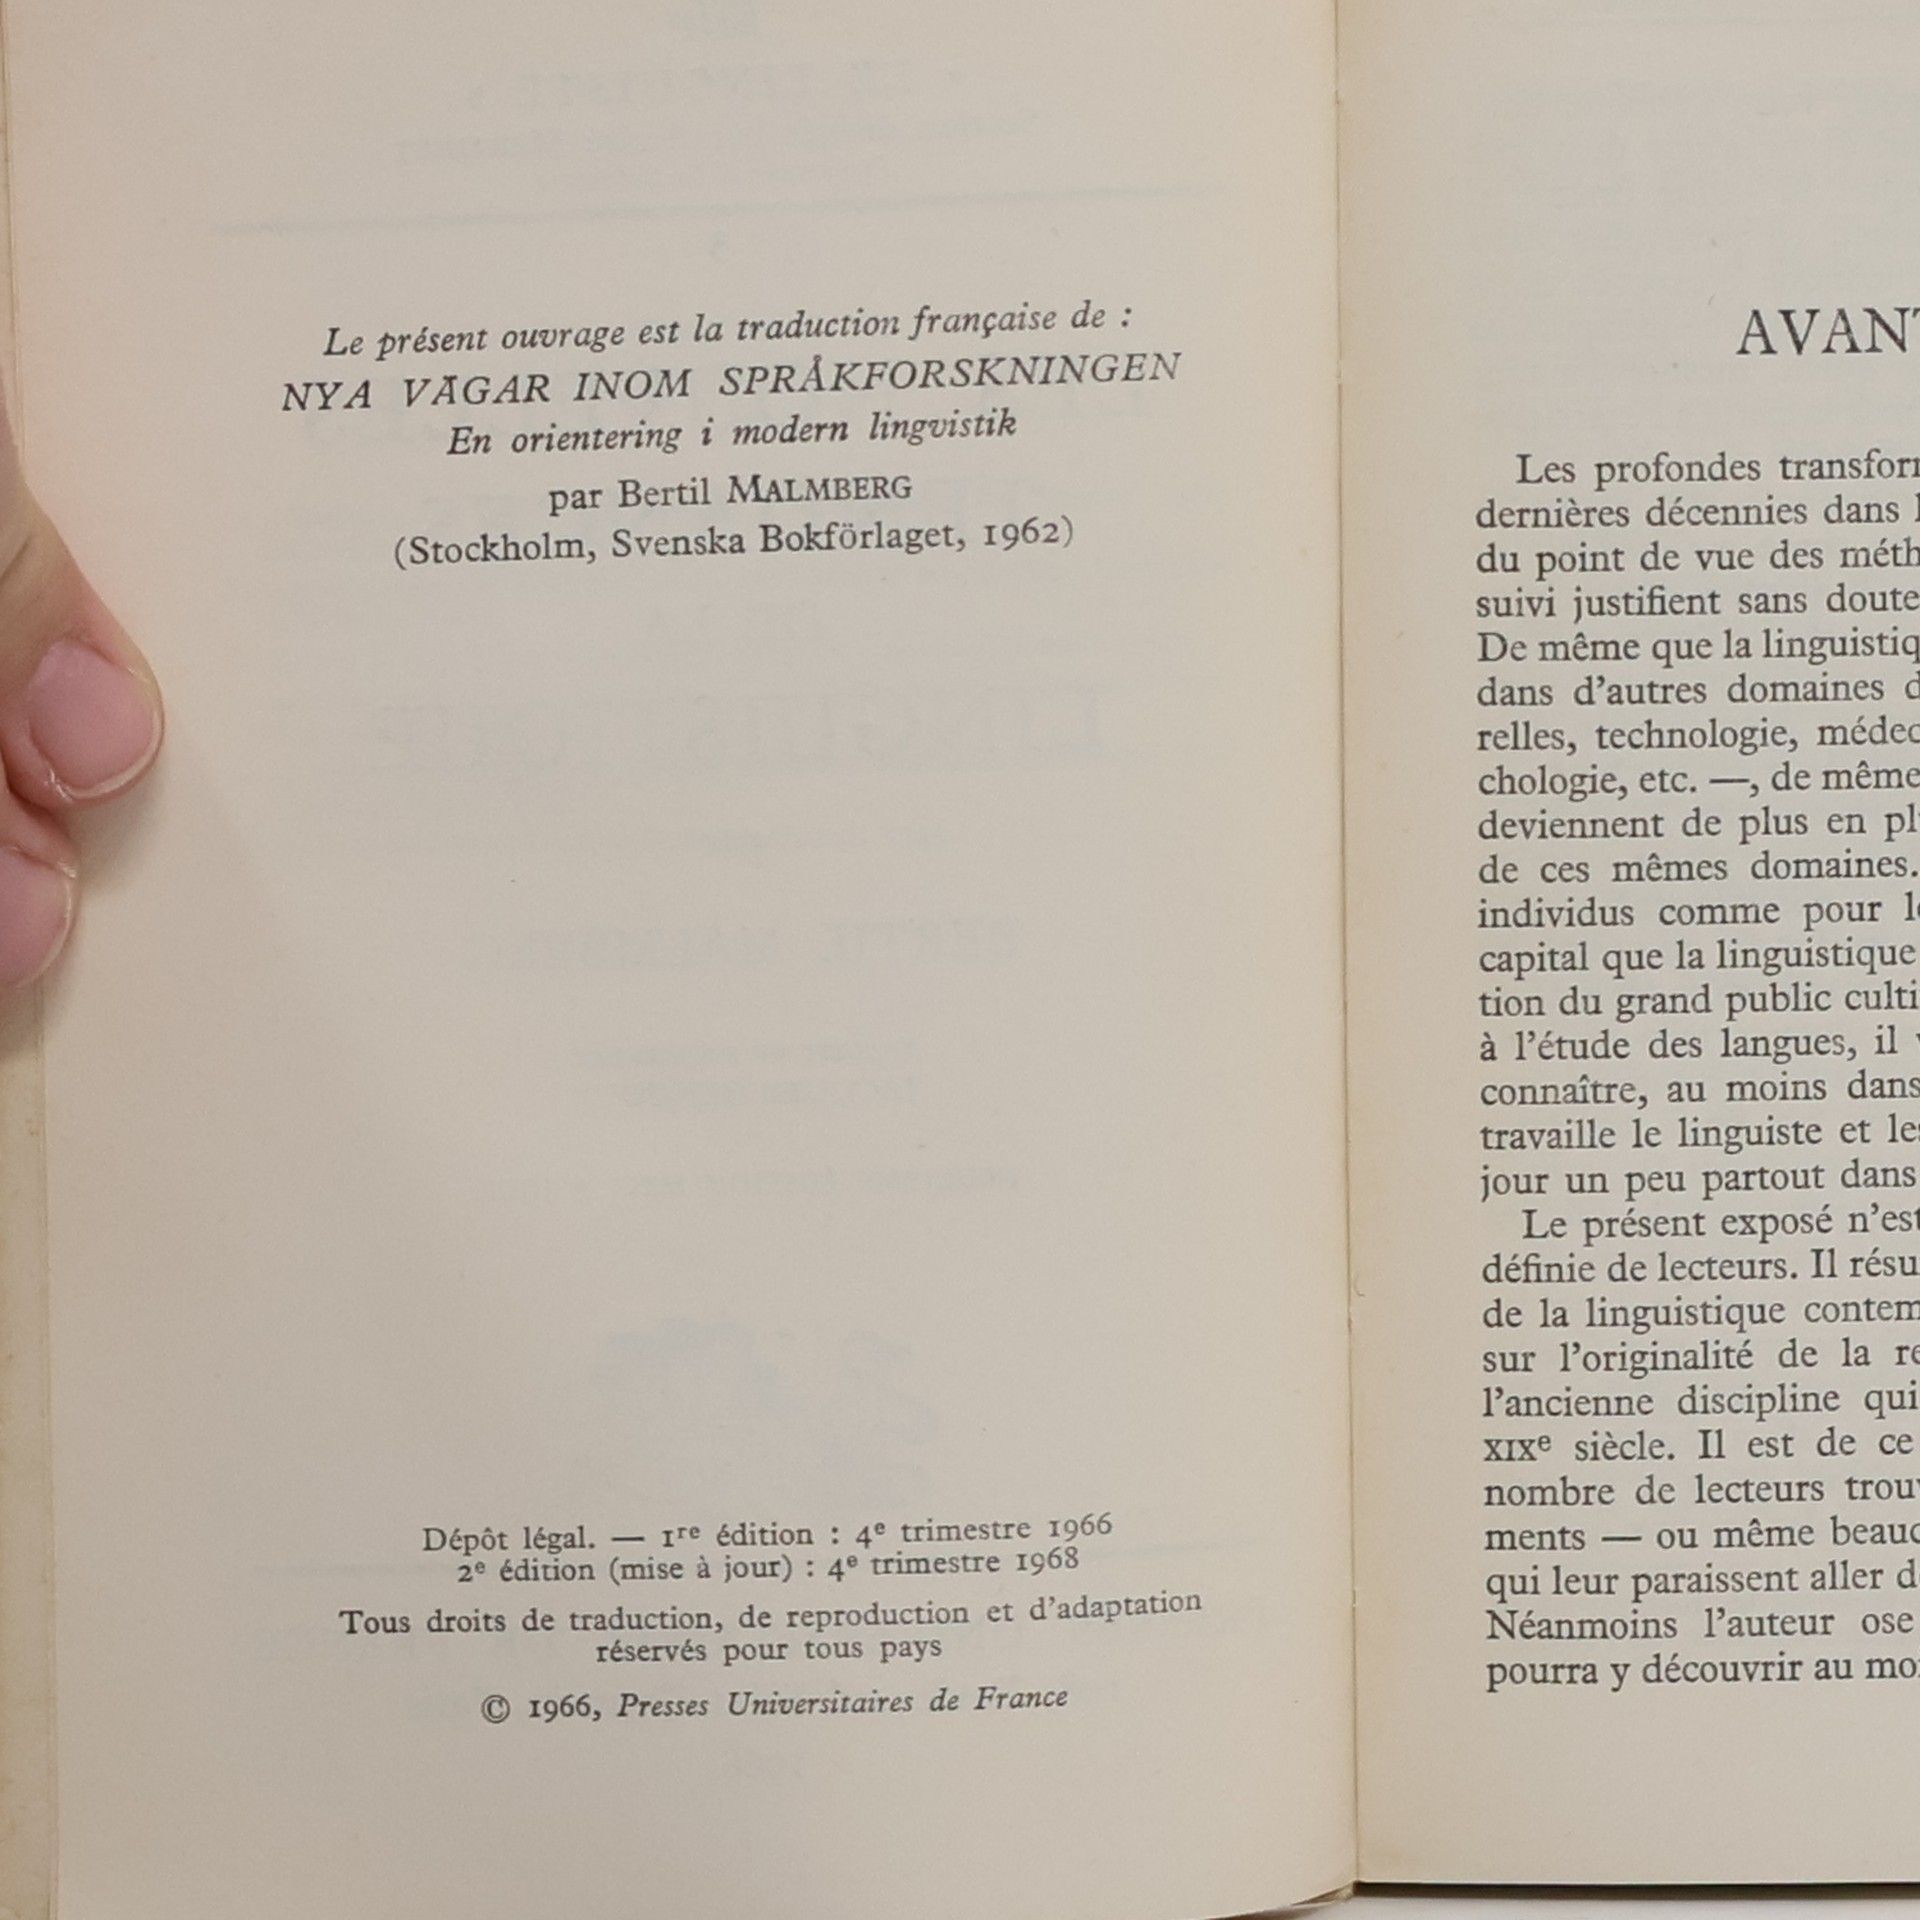 Le présent ouvrage est la traduction française de :
NYA VÄGAR INOM SPRÅKFORSKNINGEN
En orientering i modern lingvistik
par Bertil MALMBERG
(Stockholm, Svenska Bokförlaget, 1962)
Dépôt légal. — 1re édition : 4e trimestre 1966
2e édition (mise à jour) : 4e trimestre 1968
Tous droits de traduction, de reproduction et d'adaptation
réservés pour tous pays
© 1966, Presses Universitaires de France
AVANT
Les profondes transfor
dernières décennies dans
du point de vue des méth
suivi justifient sans doute
De même que la linguistiq
dans d'autres domaines d
relles, technologie, médec
chologie, etc. —, de même
deviennent de plus en pl
de ces mêmes domaines.
individus comme pour l
capital que la linguistique
tion du grand public culti
à l'étude des langues, il
connaître, au moins dans
travaille le linguiste et les
jour un peu partout dans
Le présent exposé n'est
définie de lecteurs. Il résu
de la linguistique contem
sur l'originalité de la re
l'ancienne discipline qui
XIXe siècle. Il est de ce
nombre de lecteurs trouv
ments — ou même beauc
qui leur paraissent aller d
Néanmoins l'auteur ose
pourra y découvrir au moi